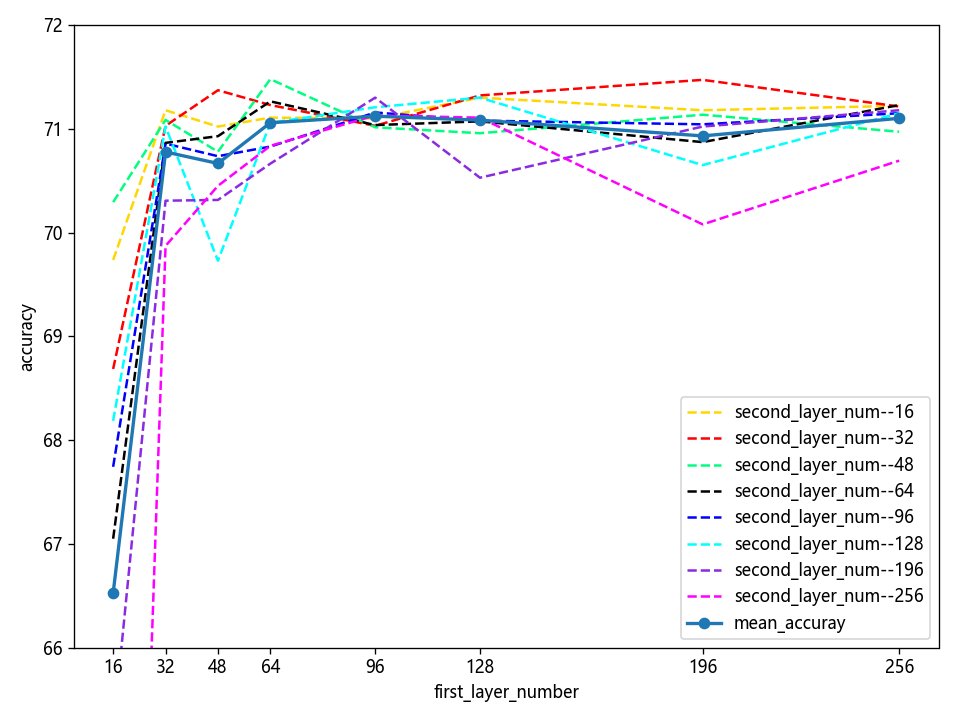 72
71
70
69
68
67
66
accuracy
16 32 48 64 96 128 196 256
first_layer_number
second_layer_num--16
second_layer_num--32
second_layer_num--48
second_layer_num--64
second_layer_num--96
second_layer_num--128
second_layer_num--196
second_layer_num--256
mean_accuray